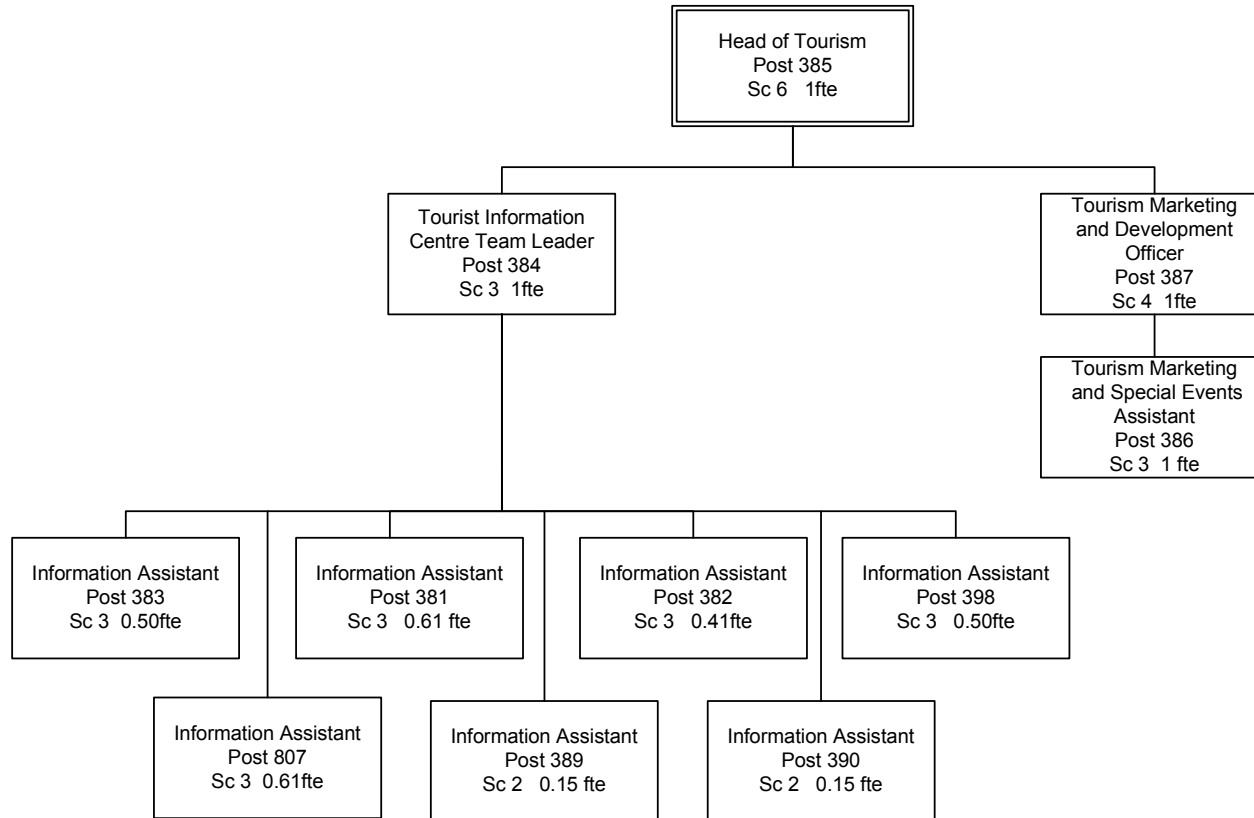 Head of Tourism
Post 385
Sc 6 1fte
Tourist Information
Centre Team Leader
Post 384
Sc 3 1fte
Tourism Marketing
and Development
Officer
Post 387
Sc 4 1fte
Tourism Marketing
and Special Events
Assistant
Post 386
Sc 3 1 fte
Information Assistant
Post 383
Sc 3 0.50fte
Information Assistant
Post 381
Sc 3 0.61 fte
Information Assistant
Post 382
Sc 3 0.41fte
Information Assistant
Post 398
Sc 3 0.50fte
Information Assistant
Post 807
Sc 3 0.61fte
Information Assistant
Post 389
Sc 2 0.15 fte
Information Assistant
Post 390
Sc 2 0.15 fte